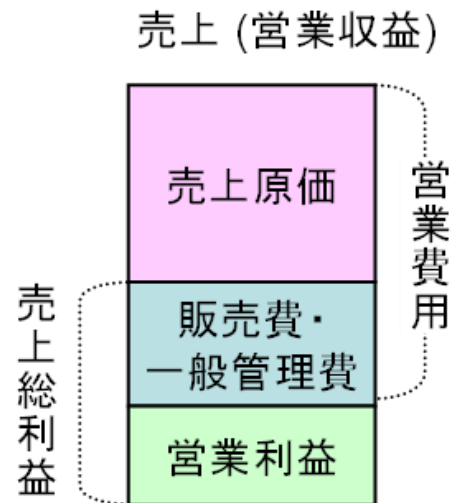 売上 (営業収益)
売上原価
営業費用
販売費・
一般管理費
売上総利益
営業利益